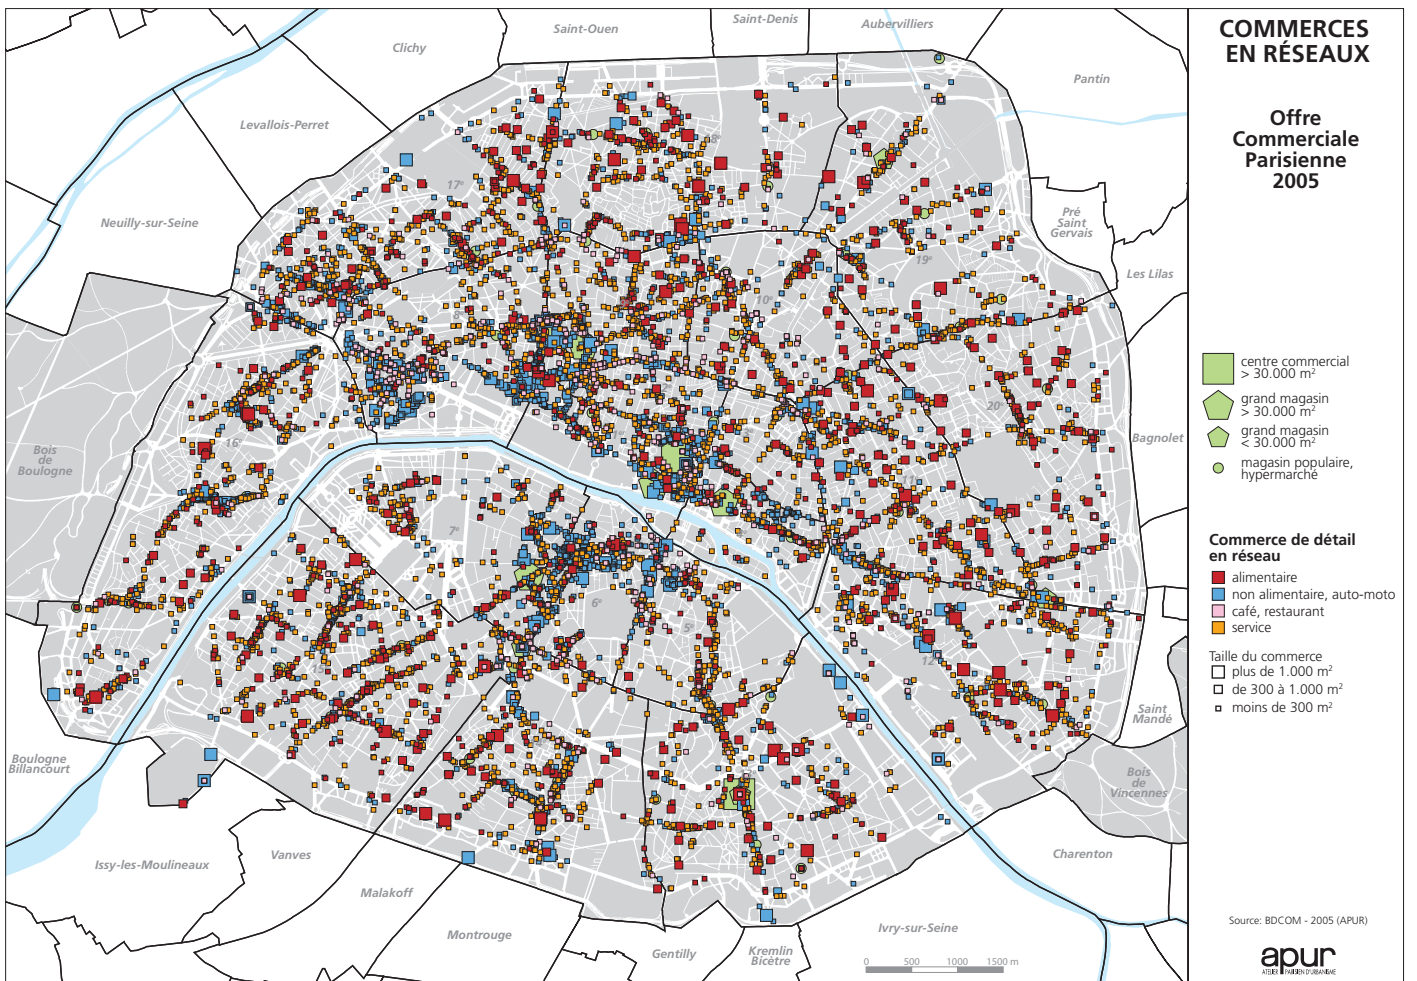 COMMERCES
EN RÉSEAUX
Offre
Commerciale
Parisienne
2005
centre commercial
> 30.000 m²
grand magasin
> 30.000 m²
grand magasin
< 30.000 m²
magasin populaire,
hypermarché
Commerce de détail
en réseau
alimentaire
non alimentaire, auto-moto
café, restaurant
service
Taille du commerce
plus de 1.000 m²
de 300 à 1.000 m²
moins de 300 m²
Source: BDCOM - 2005 (APUR)
apur
ATELIER PARISIEN D'URBANISME
Saint-Denis
Aubervilliers
Saint-Ouen
Clichy
Pantin
Levallois-Perret
Neuilly-sur-Seine
Pré
Saint
Gervais
Les Lilas
Bagnolet
Bois
de
Boulogne
Saint
Mandé
Boulogne
Billancourt
Bois
de
Vincennes
Issy-les-Moulineaux
Vanves
Charenton
Malakoff
Montrouge
Ivry-sur-Seine
Gentilly
Kremlin
Bicètre
17e
19e
10e
16e
20e
7e
6e
5e
12e
0 500 1000 1500 m